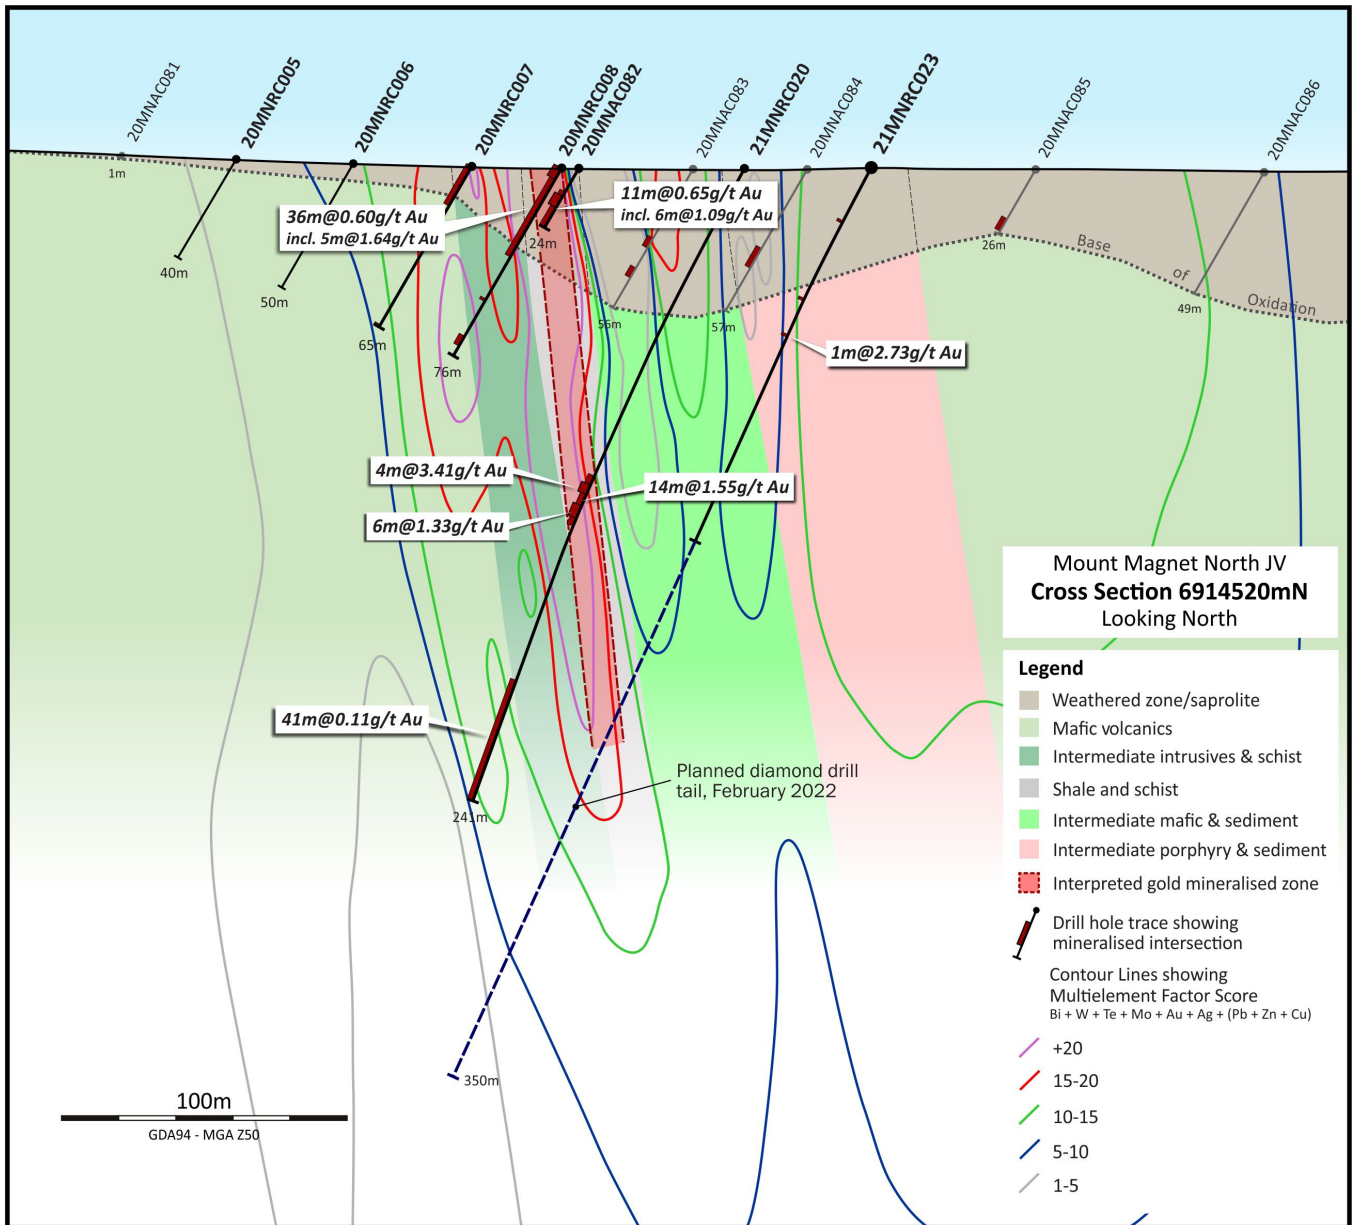 20MNAC081
20MNRC005
20MNRC006
20MNRC007
20MNRC008
20MNAC082
20MNAC083
21MNRC020
20MNAC084
21MNRC023
20MNAC085
20MNAC086
1m
36m@0.60g/t Au
incl. 5m@1.64g/t Au
11m@0.65g/t Au
incl. 6m@1.09g/t Au
24m
40m
50m
65m
76m
56m
57m
26m
49m
Base
of
Oxidation
1m@2.73g/t Au
4m@3.41g/t Au
14m@1.55g/t Au
6m@1.33g/t Au
41m@0.11g/t Au
241m
Planned diamond drill
tail, February 2022
350m
100m
GDA94 - MGA Z50
Mount Magnet North JV
Cross Section 6914520mN
Looking North
Legend
Weathered zone/saprolite
Mafic volcanics
Intermediate intrusives & schist
Shale and schist
Intermediate mafic & sediment
Intermediate porphyry & sediment
Interpreted gold mineralised zone
Drill hole trace showing
mineralised intersection
Contour Lines showing
Multielement Factor Score
Bi + W + Te + Mo + Au + Ag + (Pb + Zn + Cu)
+20
15-20
10-15
5-10
1-5